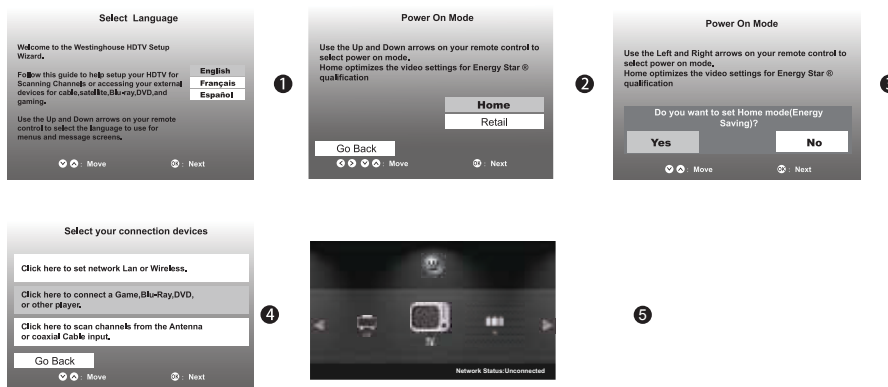 Select Language
Welcome to the Westinghouse HDTV Setup
Wizard.
Follow this guide to help setup your HDTV for
Scanning Channels or accessing your external
devices for cable,satellite,Blu-ray,DVD,and
gaming.
Use the Up and Down arrows on your remote
control to select the language to use for
menus and message screens.
English
Français
Español
: Move
OK : Next
❶
Power On Mode
Use the Up and Down arrows on your remote control to
select power on mode.
Home optimizes the video settings for Energy Star ®
qualification
Home
Retail
Go Back
: Move
OK : Next
❷
Power On Mode
Use the Left and Right arrows on your remote control to
select power on mode.
Home optimizes the video settings for Energy Star ®
qualification
Do you want to set Home mode(Energy
Saving)?
Yes
No
: Move
OK : Next
❸
Select your connection devices
Click here to set network Lan or Wireless.
Click here to connect a Game,Blu-Ray,DVD,
or other player.
Click here to scan channels from the Antenna
or coaxial Cable input.
Go Back
: Move
OK : Next
❹
Network Status:Unconnected
❺